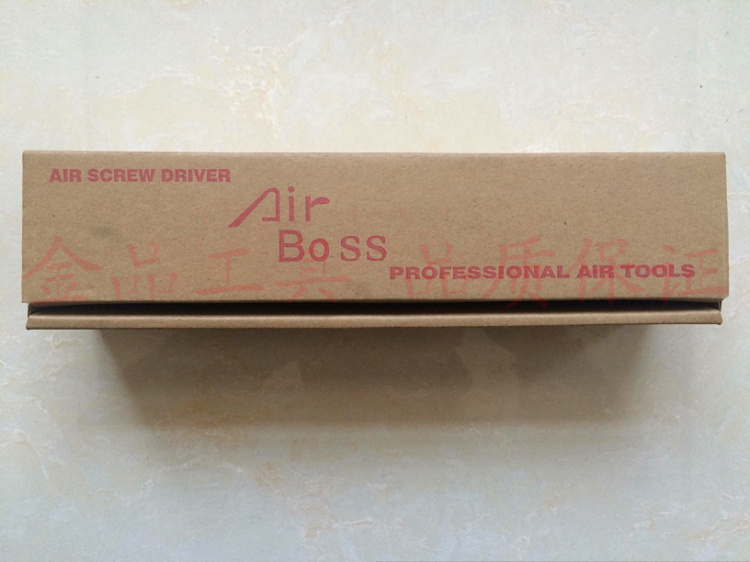 AIR SCREW DRIVER
Air
Boss
金品工具 品质保证
PROFESSIONAL AIR TOOLS